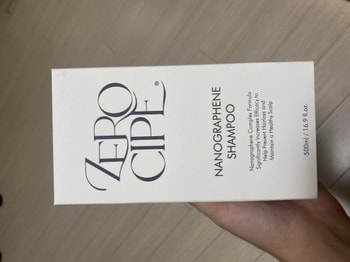 ZERO
CIPE®
NANOGRAPHENE
SHAMPOO
Nanographene Complex Formula
Significantly Increases Efficacy to
Help Prevent Hairloss and
Maintain a Healthy Scalp
500ml / 16.9 fl.oz.